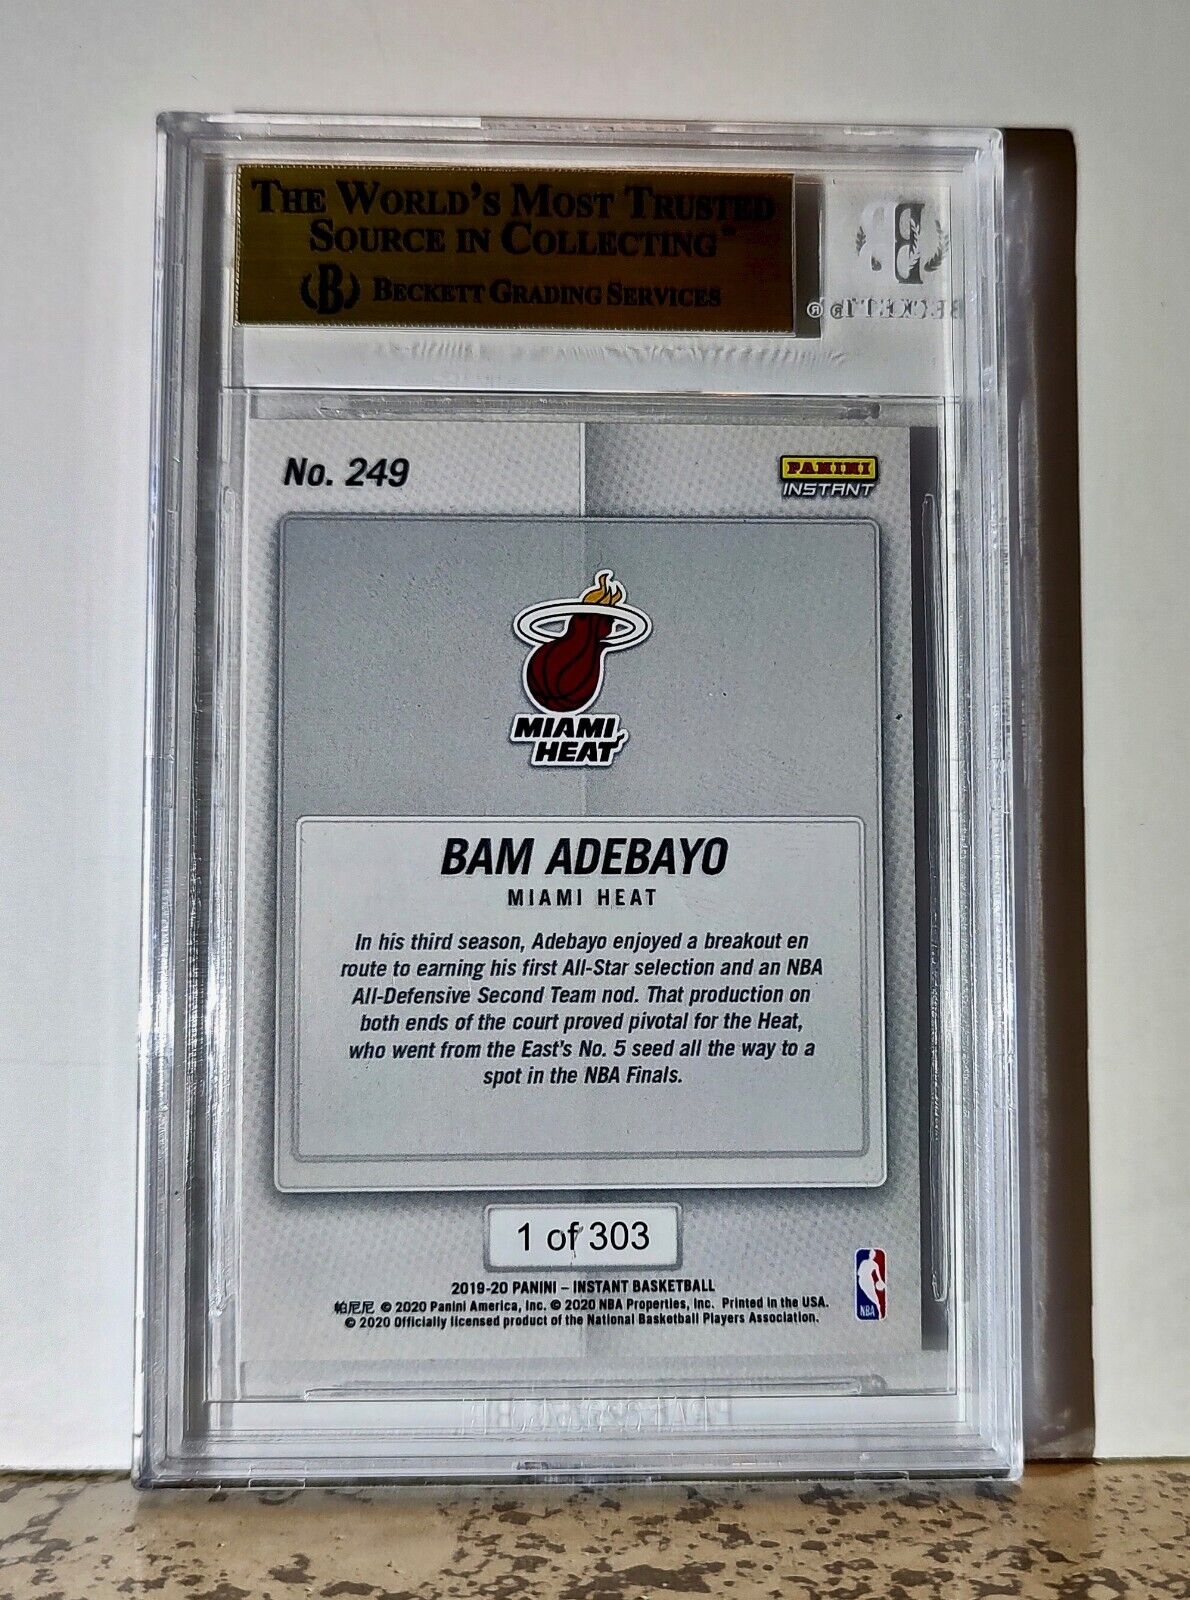 THE WORLD'S MOST TRUSTED
SOURCE IN COLLECTING™
B BECKETT GRADING SERVICES
BECKETT ® ®
No. 249
PANINI
INSTANT
MIAMI
HEAT
BAM ADEBAYO
MIAMI HEAT
In his third season, Adebayo enjoyed a breakout en
route to earning his first All-Star selection and an NBA
All-Defensive Second Team nod. That production on
both ends of the court proved pivotal for the Heat,
who went from the East's No. 5 seed all the way to a
spot in the NBA Finals.
1 of 303
2019-20 PANINI – INSTANT BASKETBALL
帕尼尼 © 2020 Panini America, Inc. © 2020 NBA Properties, Inc. Printed in the USA.
© 2020 Officially licensed product of the National Basketball Players Association.
NBA